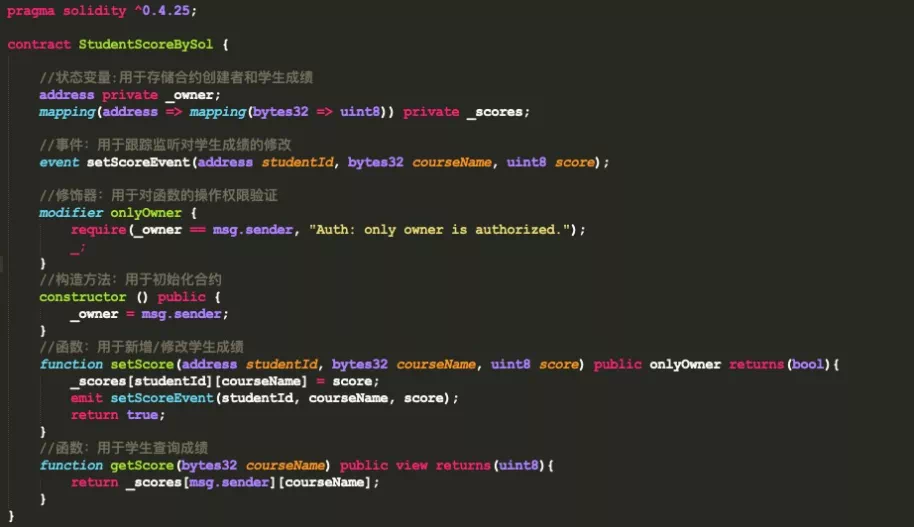 pragma solidity ^0.4.25;
contract StudentScoreBySol {
//状态变量:用于存储合约创建者和学生成绩
address private _owner;
mapping(address => mapping(bytes32 => uint8)) private _scores;
//事件：用于跟踪监听对学生成绩的修改
event setScoreEvent(address studentId, bytes32 courseName, uint8 score);
//修饰器：用于对函数的操作权限验证
modifier onlyOwner {
require(_owner == msg.sender, "Auth: only owner is authorized.");
_;
}
//构造方法：用于初始化合约
constructor () public {
_owner = msg.sender;
}
//函数：用于新增/修改学生成绩
function setScore(address studentId, bytes32 courseName, uint8 score) public onlyOwner returns(bool){
_scores[studentId][courseName] = score;
emit setScoreEvent(studentId, courseName, score);
return true;
}
//函数：用于学生查询成绩
function getScore(bytes32 courseName) public view returns(uint8){
return _scores[msg.sender][courseName];
}
}